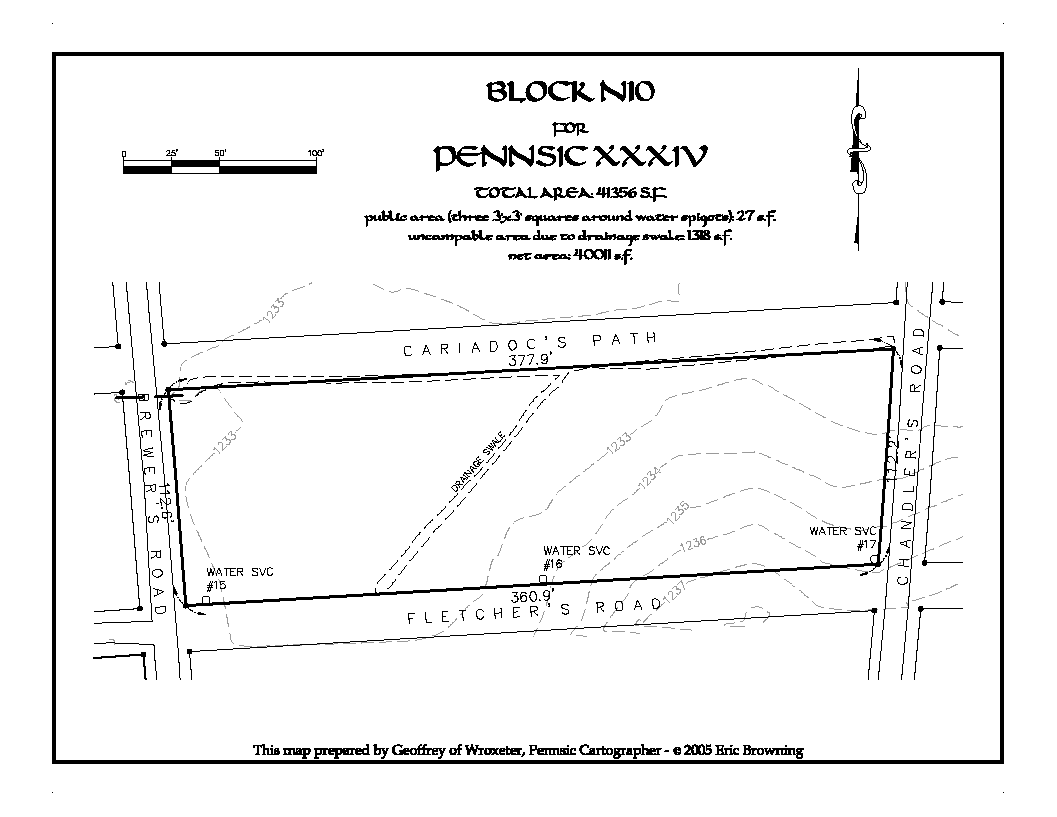 BLOCK N10
FOR
PENNSIC XXXIV
TOTAL AREA: 41356 S.F.
public area (three 3'x3' squares around water spigots): 27 s.f.
uncampable area due to drainage swale: 1318 s.f.
net area: 40011 s.f.
0 25' 50' 100'
1233
CARIADOC'S PATH
377.9'
BREWER'S ROAD
112.6'
1233
DRAINAGE SWALE
1233
1234
1235
1236
1237
112.2'
CHANDLER'S ROAD
WATER SVC
#15
WATER SVC
#16
WATER SVC
#17
360.9'
FLETCHER'S ROAD
This map prepared by Geoffrey of Wroxeter, Pennsic Cartographer - © 2005 Eric Browning